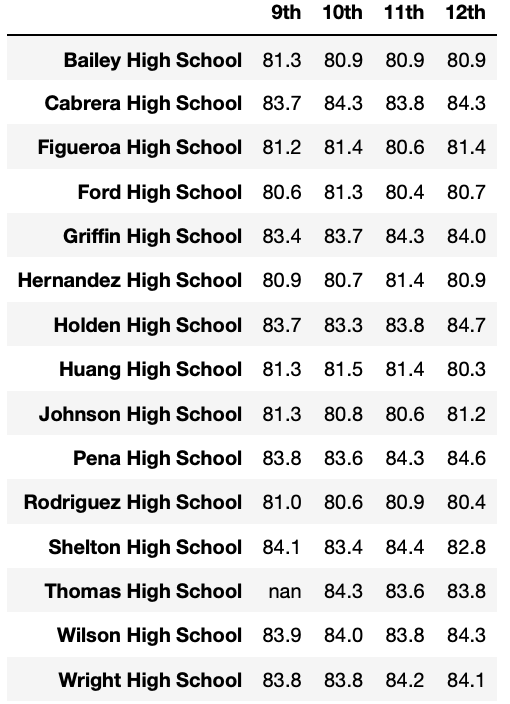 9th 10th 11th 12th
Bailey High School 81.3 80.9 80.9 80.9
Cabrera High School 83.7 84.3 83.8 84.3
Figueroa High School 81.2 81.4 80.6 81.4
Ford High School 80.6 81.3 80.4 80.7
Griffin High School 83.4 83.7 84.3 84.0
Hernandez High School 80.9 80.7 81.4 80.9
Holden High School 83.7 83.3 83.8 84.7
Huang High School 81.3 81.5 81.4 80.3
Johnson High School 81.3 80.8 80.6 81.2
Pena High School 83.8 83.6 84.3 84.6
Rodriguez High School 81.0 80.6 80.9 80.4
Shelton High School 84.1 83.4 84.4 82.8
Thomas High School nan 84.3 83.6 83.8
Wilson High School 83.9 84.0 83.8 84.3
Wright High School 83.8 83.8 84.2 84.1